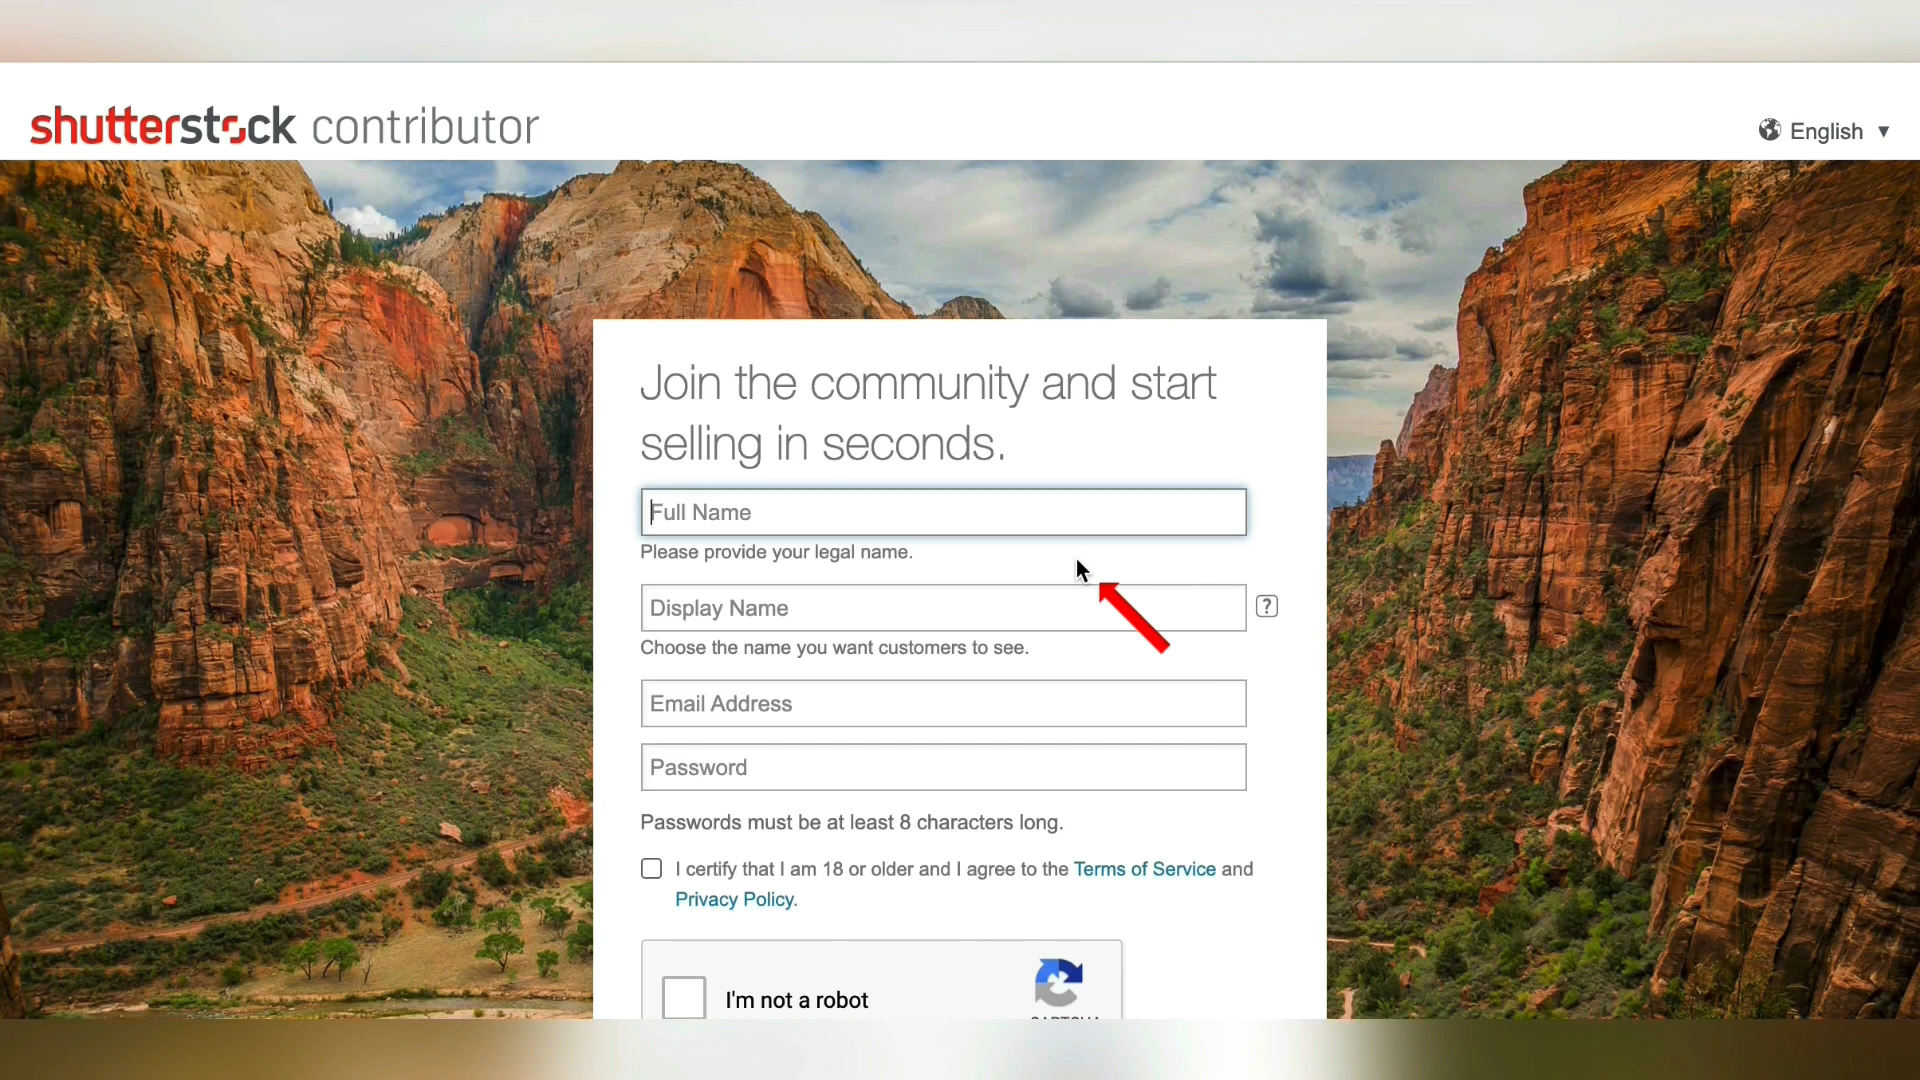 shutterstock contributor
English ▼
Join the community and start
selling in seconds.
Full Name
Please provide your legal name.
Display Name
?
Choose the name you want customers to see.
Email Address
Password
Passwords must be at least 8 characters long.
I certify that I am 18 or older and I agree to the Terms of Service and
Privacy Policy.
I'm not a robot